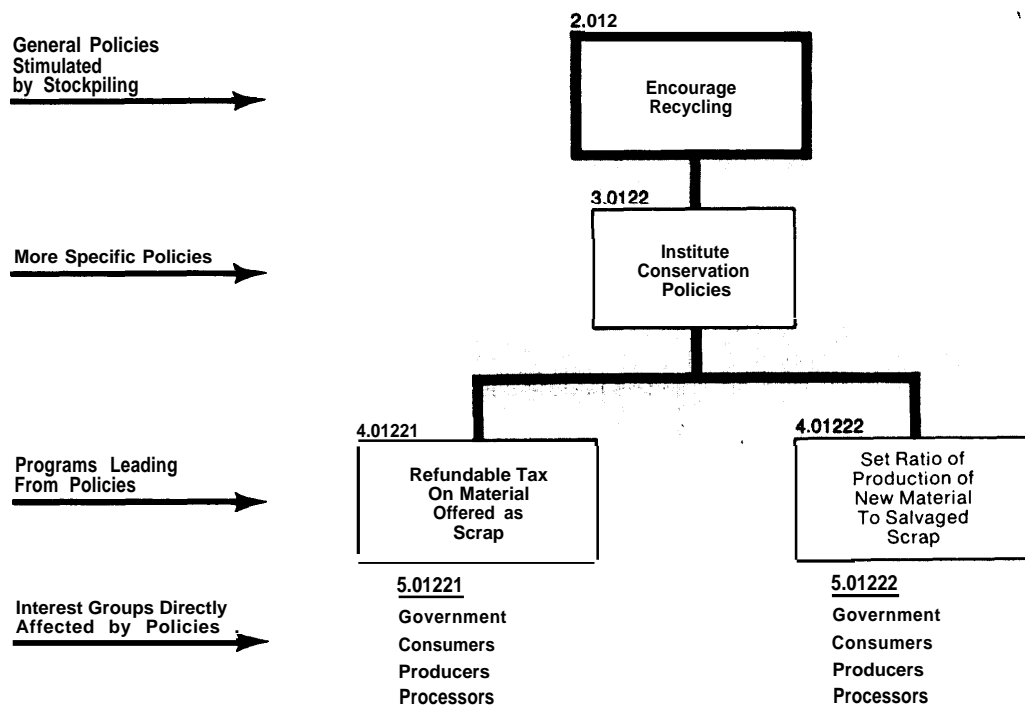 General Policies
Stimulated
by Stockpiling
2.012
Encourage
Recycling
More Specific Policies
3.0122
Institute
Conservation
Policies
Programs Leading
From Policies
4.01221
Refundable Tax
On Material
Offered as
Scrap
4.01222
Set Ratio of
Production of
New Material
To Salvaged
Scrap
Interest Groups Directly
Affected by Policies
5.01221
Government
Consumers
Producers
Processors
5.01222
Government
Consumers
Producers
Processors